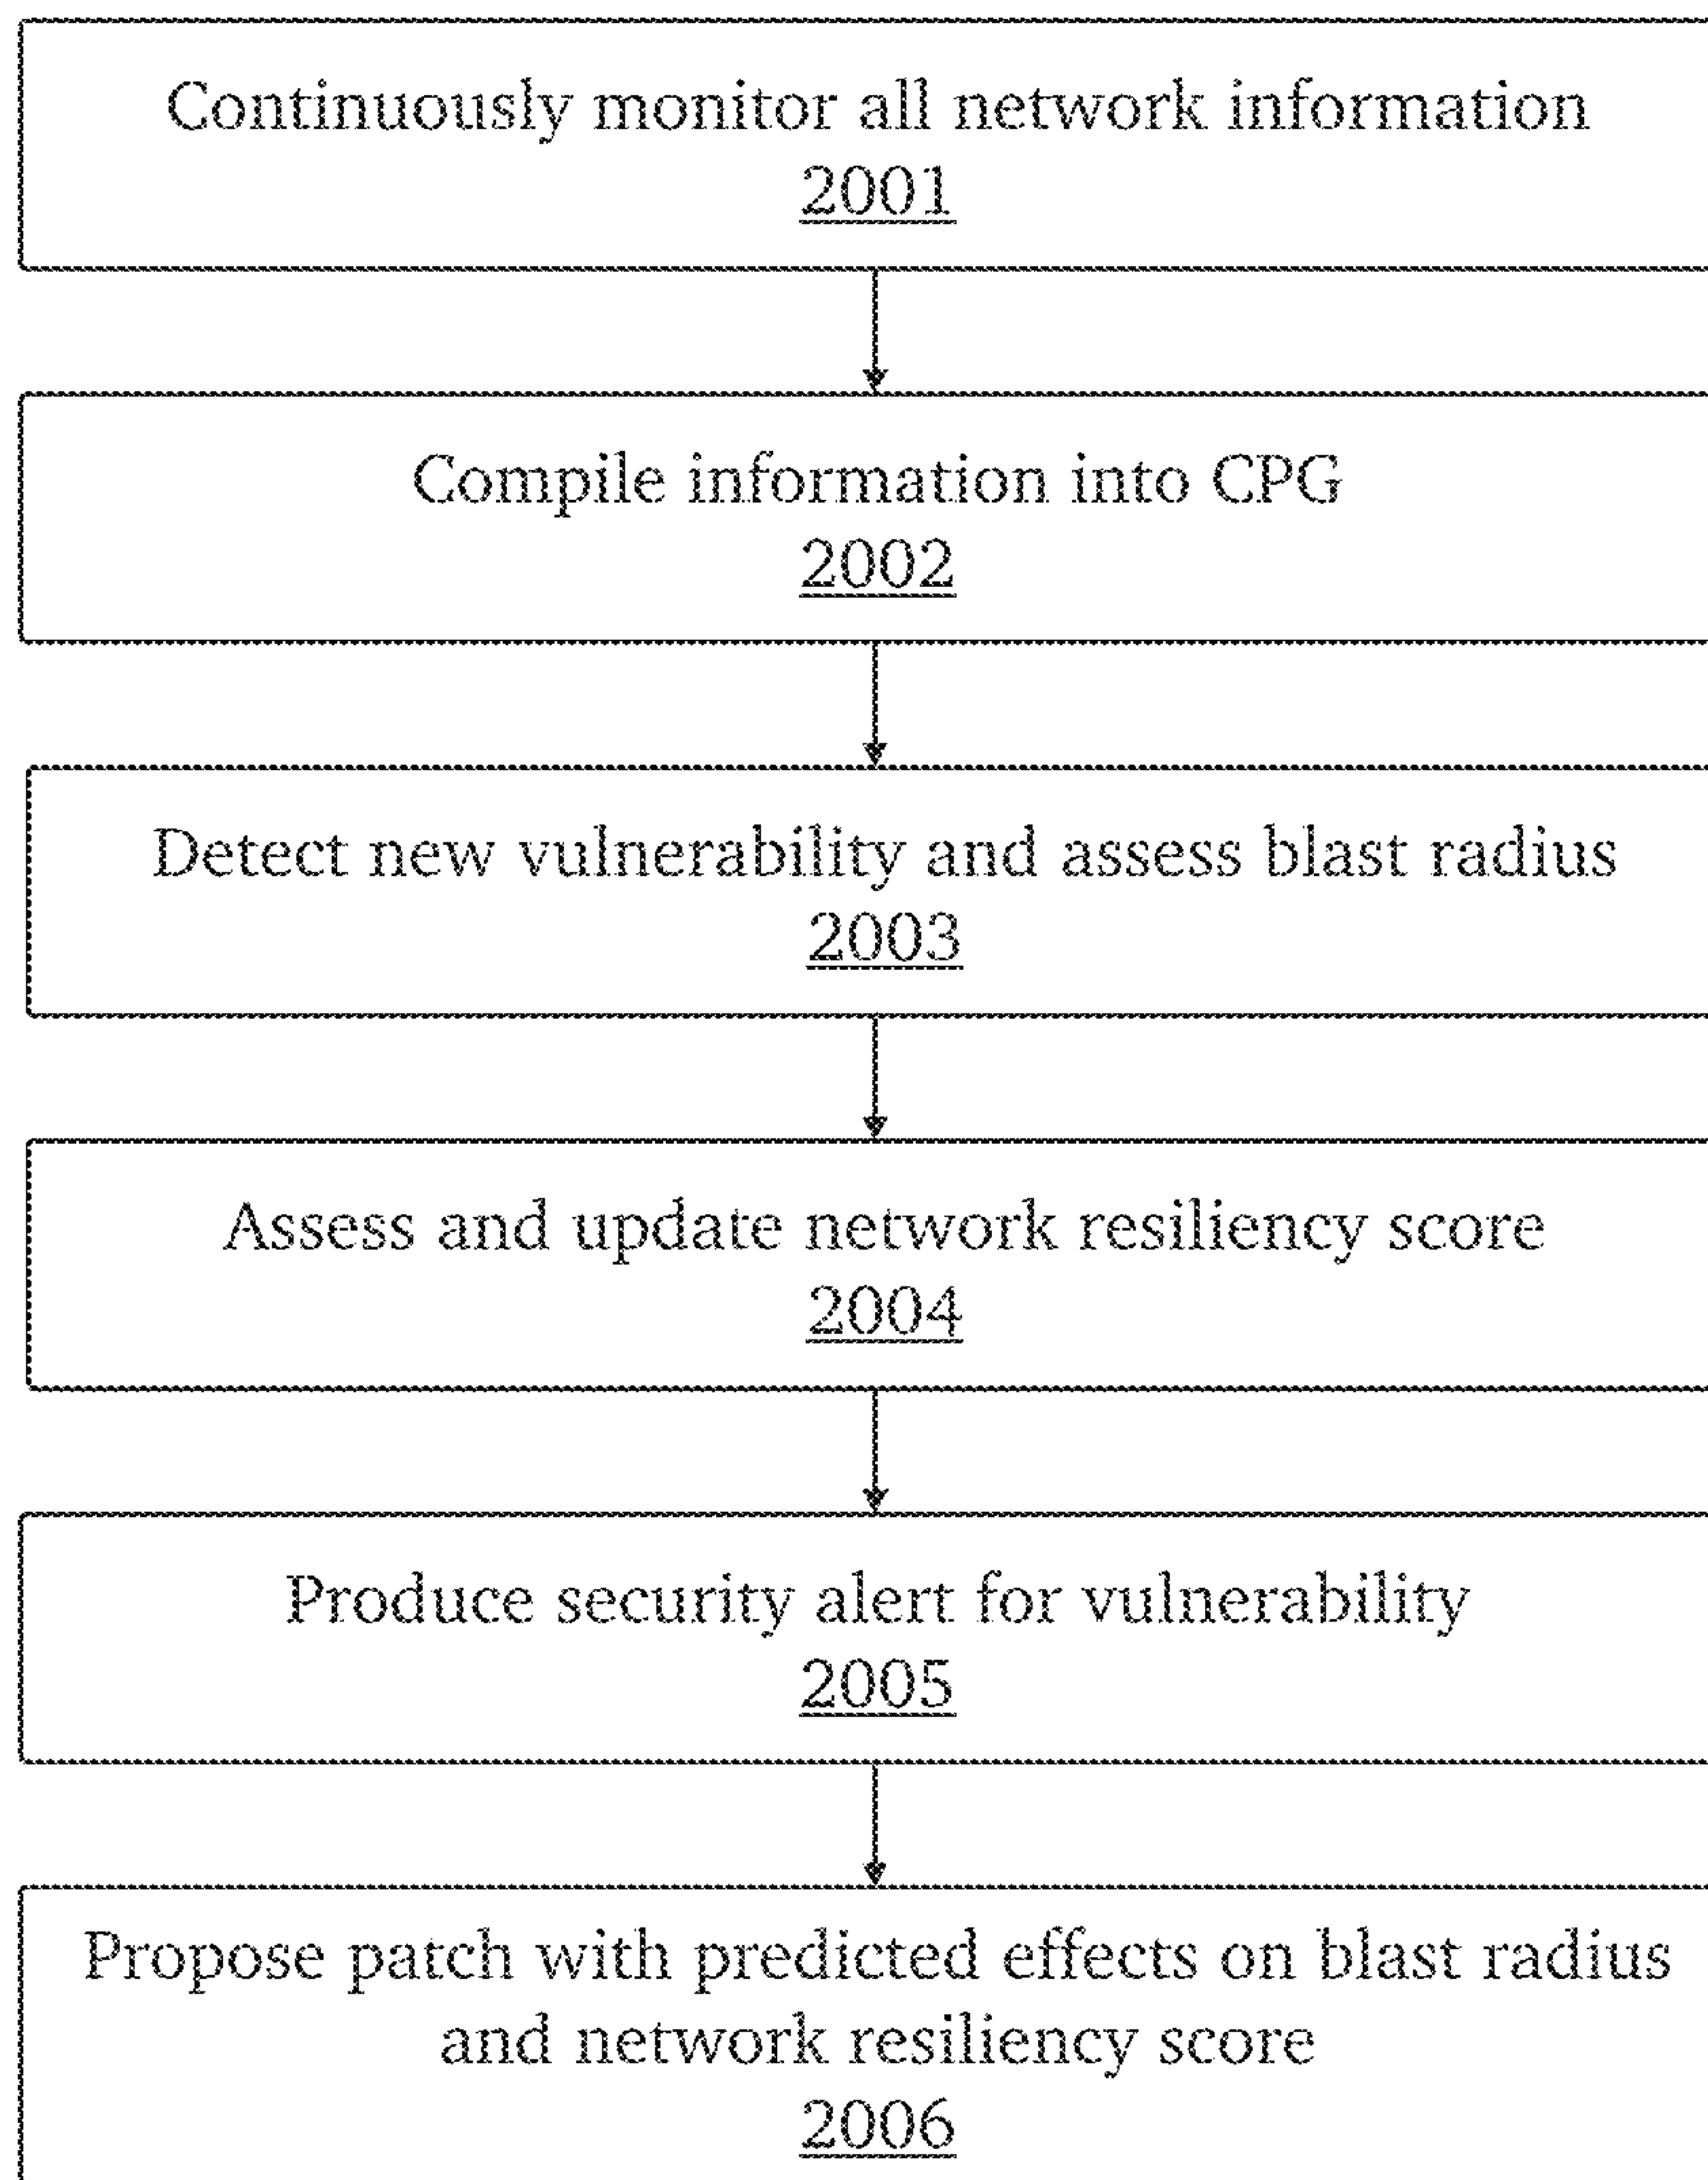 Continuously monitor all network information
2001
Compile information into CPG
2002
Detect new vulnerability and assess blast radius
2003
Assess and update network resiliency score
2004
Produce security alert for vulnerability
2005
Propose patch with predicted effects on blast radius
and network resiliency score
2006